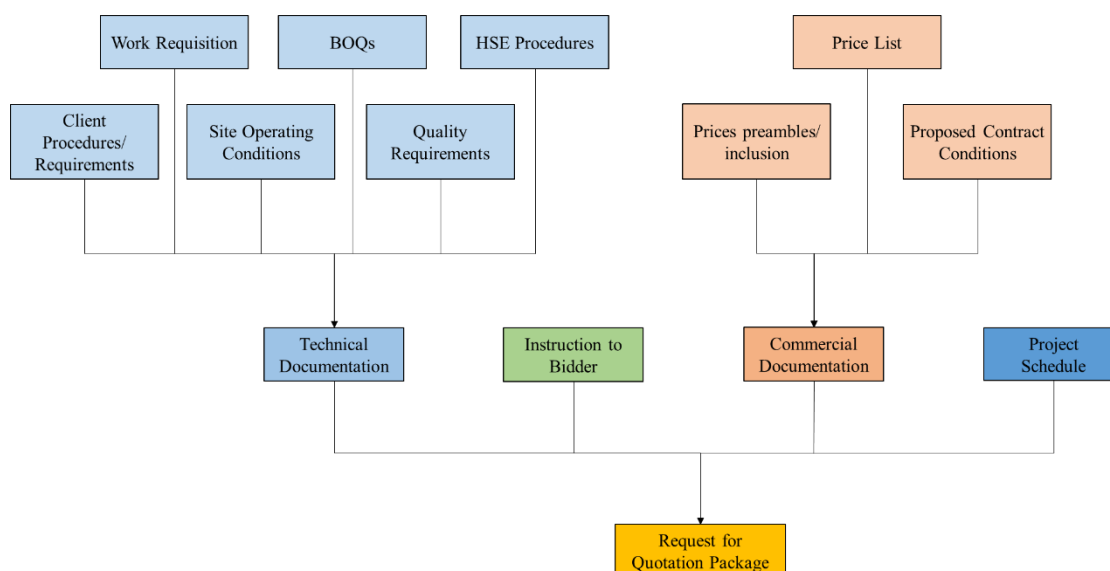 Work Requisition
BOQs
HSE Procedures
Price List
Client
Procedures/
Requirements
Site Operating
Conditions
Quality
Requirements
Prices preambles/
inclusion
Proposed Contract
Conditions
Technical
Documentation
Instruction to
Bidder
Commercial
Documentation
Project
Schedule
Request for
Quotation Package